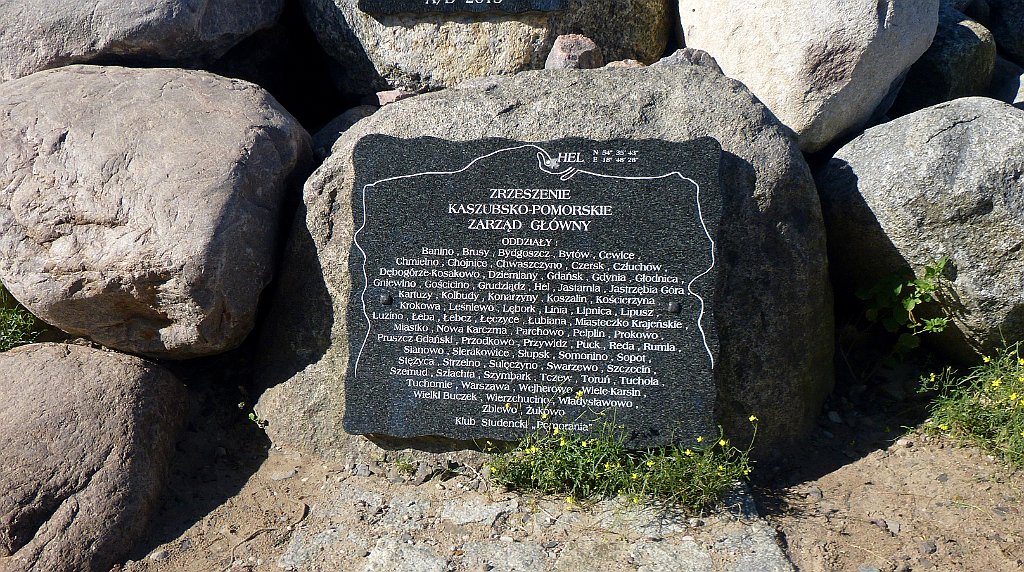 A/D 2013
HEL N 54° 35' 43"
E 18° 48' 28"
ZRZESZENIE
KASZUBSKO-POMORSKIE
ZARZĄD GŁÓWNY
ODDZIAŁY :
Banino , Brusy , Bydgoszcz , Bytów , Cewice ,
Chmielno , Chojnice , Chwaszczyno , Czersk , Człuchów ,
Dębogórze-Kosakowo , Dziemiany , Gdańsk , Gdynia , Głodnica ,
Gniewino , Gościcino , Grudziądz , Hel , Jastarnia , Jastrzębia Góra
Kartuzy , Kolbudy , Konarzyny , Koszalin , Kościerzyna
Krokowa , Leśniewo , Lębork , Linia , Lipnica , Lipusz ,
Luzino , Łeba , Łebcz , Łęczyce , Łubiana , Miasteczko Krajeńskie ,
Miastko , Nowa Karczma , Parchowo , Pelplin , Prokowo ,
Pruszcz Gdański , Przodkowo , Przywidz , Puck , Reda , Rumia ,
Sianowo , Sierakowice , Słupsk , Somonino , Sopot ,
Stężyca , Strzelno , Sulęczyno , Swarzewo , Szczecin ,
Szemud , Szlachta , Szymbark , Tczew , Toruń , Tuchola ,
Tuchomie , Warszawa , Wejherowo , Wiele-Karsin ,
Wielki Buczek , Wierzchucino , Władysławowo ,
Zblewo , Żukowo
Klub Studencki „Pomorania"